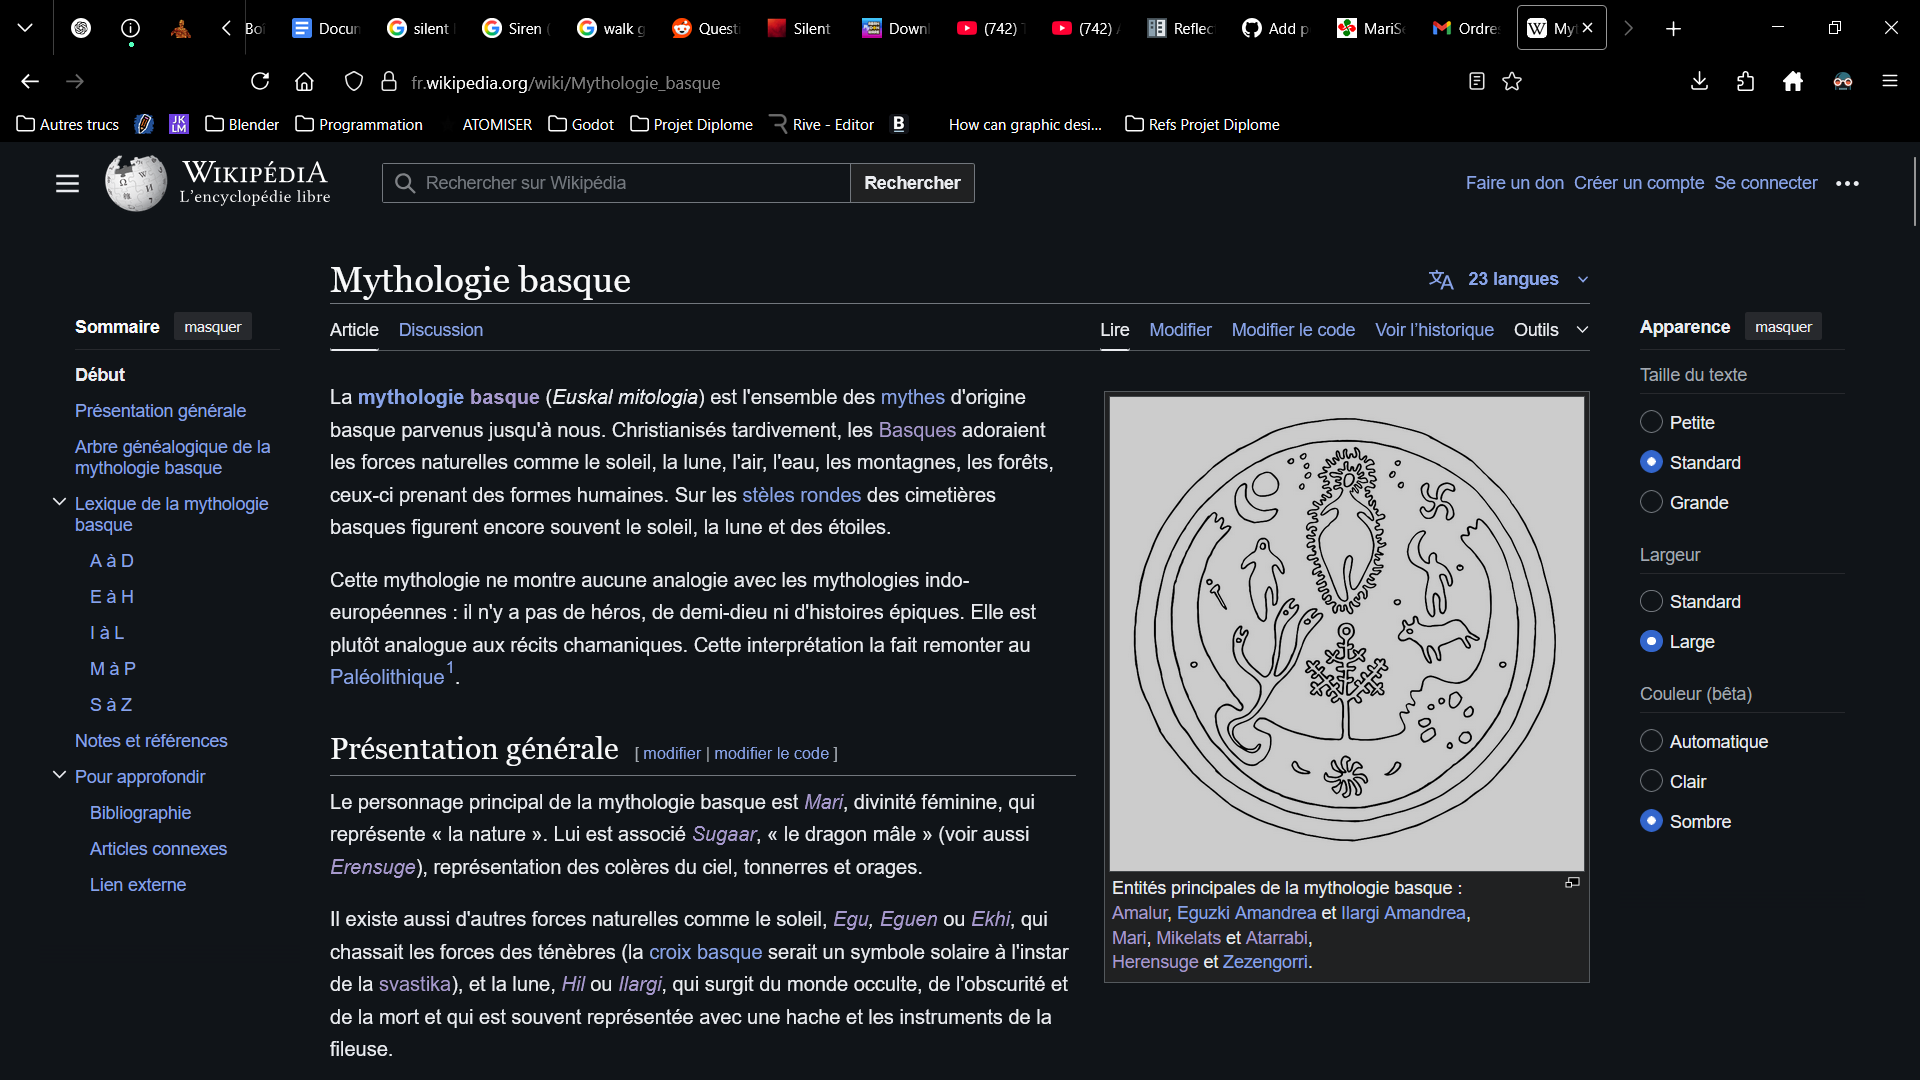 Docun
silent
Siren (
walk g
Questi
Silent
Downl
(742)
(742)
Reflec
Add p
MariS
Ordre
My
fr.wikipedia.org/wiki/Mythologie_basque
Autres trucs
JK LM
Blender
Programmation
ATOMISER
Godot
Projet Diplome
Rive - Editor
B
How can graphic desi...
Refs Projet Diplome
WIKIPÉDIA
L'encyclopédie libre
Rechercher sur Wikipédia
Rechercher
Faire un don Créer un compte Se connecter
Mythologie basque
23 langues
Article Discussion
Lire Modifier Modifier le code Voir l'historique Outils
Sommaire masquer
Début
Présentation générale
Arbre généalogique de la
mythologie basque
Lexique de la mythologie
basque
A à D
E à H
I à L
M à P
S à Z
Notes et références
Pour approfondir
Bibliographie
Articles connexes
Lien externe
La mythologie basque (Euskal mitologia) est l'ensemble des mythes d'origine
basque parvenus jusqu'à nous. Christianisés tardivement, les Basques adoraient
les forces naturelles comme le soleil, la lune, l'air, l'eau, les montagnes, les forêts,
ceux-ci prenant des formes humaines. Sur les stèles rondes des cimetières
basques figurent encore souvent le soleil, la lune et des étoiles.
Cette mythologie ne montre aucune analogie avec les mythologies indo-
européennes : il n'y a pas de héros, de demi-dieu ni d'histoires épiques. Elle est
plutôt analogue aux récits chamaniques. Cette interprétation la fait remonter au
Paléolithique1.
Présentation générale [ modifier | modifier le code ]
Le personnage principal de la mythologie basque est Mari, divinité féminine, qui
représente « la nature ». Lui est associé Sugaar, « le dragon mâle » (voir aussi
Erensuge), représentation des colères du ciel, tonnerres et orages.
Il existe aussi d'autres forces naturelles comme le soleil, Egu, Eguen ou Ekhi, qui
chassait les forces des ténèbres (la croix basque serait un symbole solaire à l'instar
de la svastika), et la lune, Hil ou Ilargi, qui surgit du monde occulte, de l'obscurité et
de la mort et qui est souvent représentée avec une hache et les instruments de la
fileuse.
Entités principales de la mythologie basque :
Amalur, Eguzki Amandrea et Ilargi Amandrea,
Mari, Mikelats et Atarrabi,
Herensuge et Zezengorri.
Apparence masquer
Taille du texte
Petite
Standard
Grande
Largeur
Standard
Large
Couleur (bêta)
Automatique
Clair
Sombre